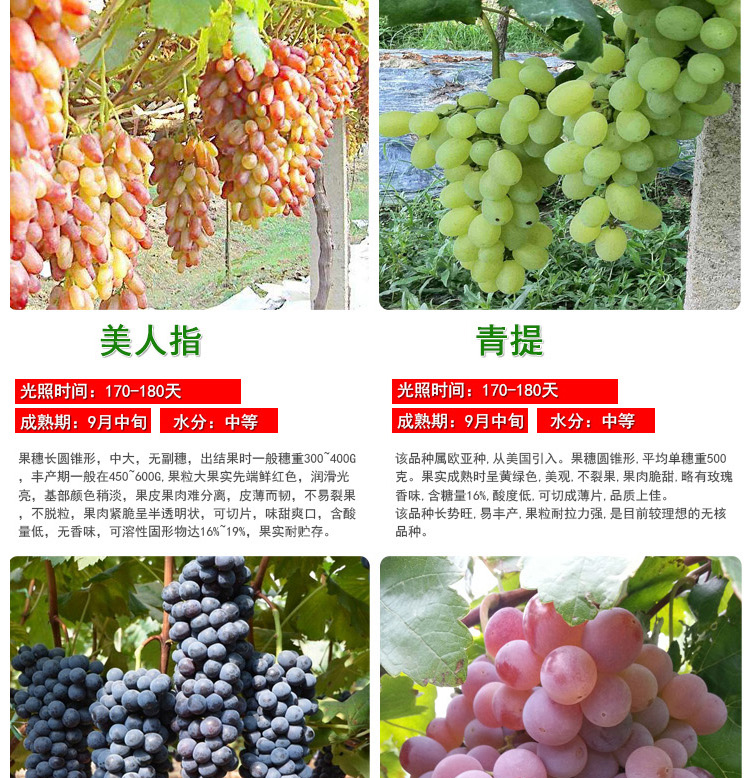 美人指
光照时间：170-180天
成熟期：9月中旬
水分：中等
果穗长圆锥形，中大，无副穗，出结果时一般穗重300~400G
，丰产期一般在450~600G,果粒大果实先端鲜红色，润滑光
亮，基部颜色稍淡，果皮果肉难分离，皮薄而韧，不易裂果
，不脱粒，果肉紧脆呈半透明状，可切片，味甜爽口，含酸
量低，无香味，可溶性固形物达16%~19%，果实耐贮存。
青提
光照时间：170-180天
成熟期：9月中旬
水分：中等
该品种属欧亚种,从美国引入。果穗圆锥形,平均单穗重500
克。果实成熟时呈黄绿色,美观,不裂果,果肉脆甜,略有玫瑰
香味,含糖量16%,酸度低,可切成薄片,品质上佳。
该品种长势旺,易丰产,果粒耐拉力强,是目前较理想的无核
品种。